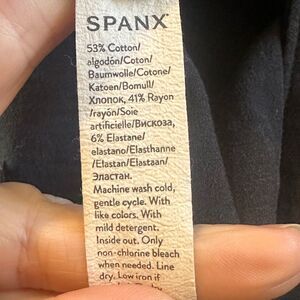 SPANX
53% Cotton/
algodón/Coton/
Baumwolle/Cotone/
Katoen/Bomull/
Хлопок, 41% Rayon
/rayón/Soie
artificielle/Вискоза,
6% Elastane/
elastano/Elasthanne
/Elastan/Elastaan/
Эластан.
Machine wash cold,
gentle cycle. With
like colors. With
mild detergent.
Inside out. Only
non-chlorine bleach
when needed. Line
dry. Low iron if